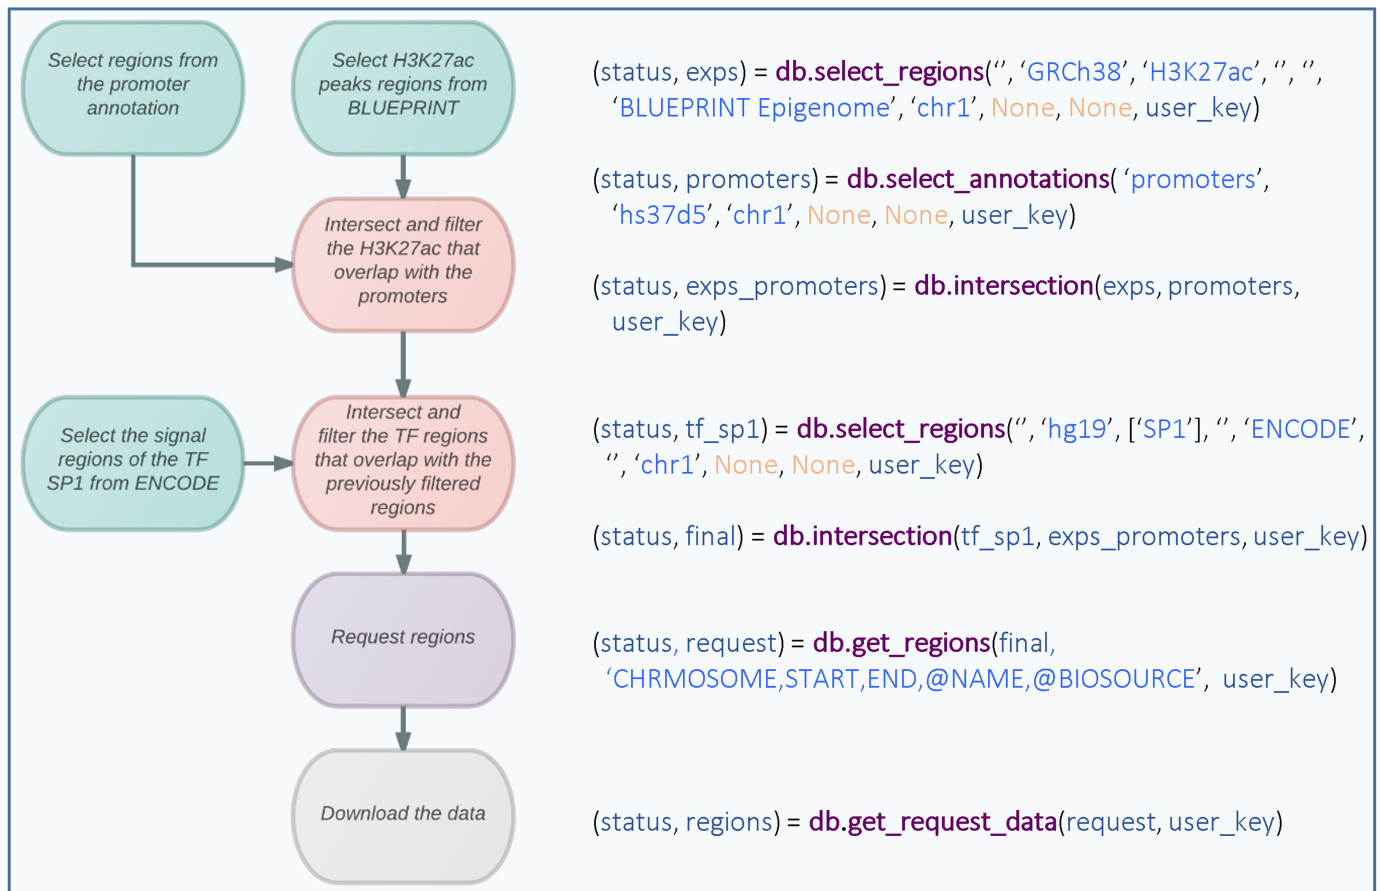 Select regions from
the promoter
annotation
Select H3K27ac
peaks regions from
BLUEPRINT
Intersect and filter
the H3K27ac that
overlap with the
promoters
Select the signal
regions of the TF
SP1 from ENCODE
Intersect and
filter the TF regions
that overlap with the
previously filtered
regions
Request regions
Download the data
(status, exps) = db.select_regions(‘’, ‘GRCh38’, ‘H3K27ac’, ‘’, ‘’,
‘BLUEPRINT Epigenome’, ‘chr1’, None, None, user_key)
(status, promoters) = db.select_annotations( ‘promoters’,
‘hs37d5’, ‘chr1’, None, None, user_key)
(status, exps_promoters) = db.intersection(exps, promoters,
user_key)
(status, tf_sp1) = db.select_regions(‘’, ‘hg19’, [‘SP1’], ‘’, ‘ENCODE’,
‘’, ‘chr1’, None, None, user_key)
(status, final) = db.intersection(tf_sp1, exps_promoters, user_key)
(status, request) = db.get_regions(final,
‘CHRMOSOME,START,END,@NAME,@BIOSOURCE’, user_key)
(status, regions) = db.get_request_data(request, user_key)